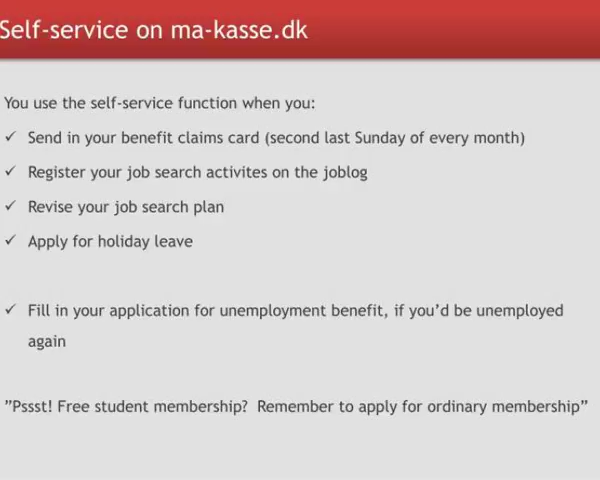 Self-service on ma-kasse.dk
You use the self-service function when you:
✓ Send in your benefit claims card (second last Sunday of every month)
✓ Register your job search activites on the joblog
✓ Revise your job search plan
✓ Apply for holiday leave
✓ Fill in your application for unemployment benefit, if you’d be unemployed
again
”Pssst! Free student membership? Remember to apply for ordinary membership”